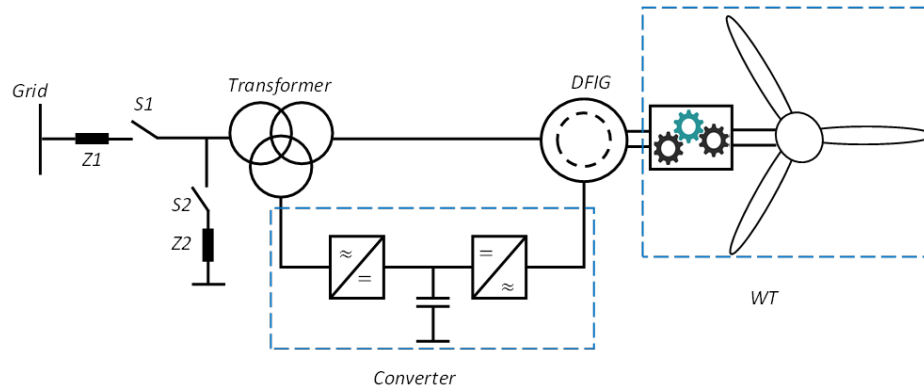 Grid
S1
Z1
Transformer
DFIG
S2
Z2
≈
=
=
≈
WT
Converter